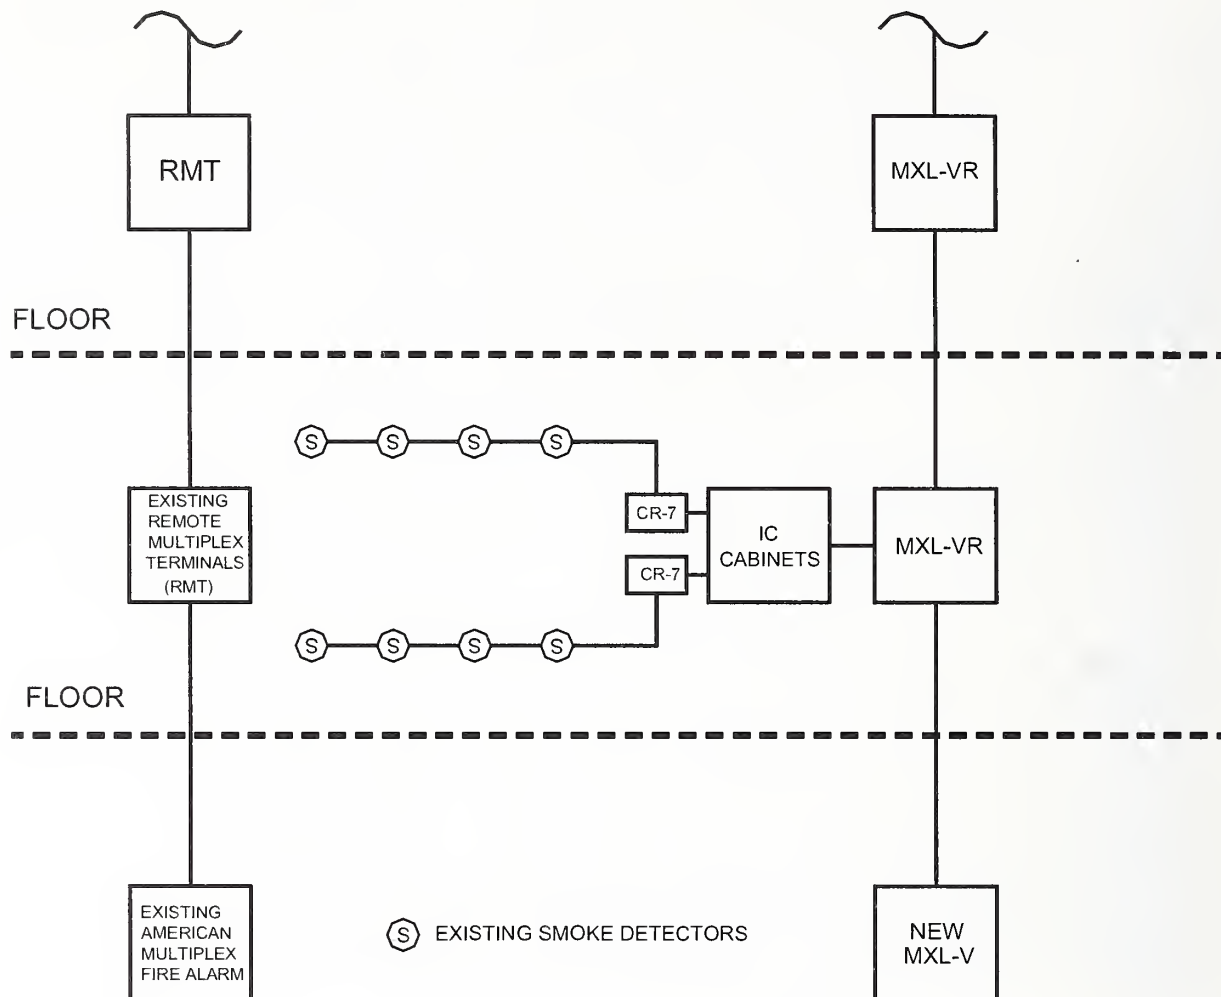 RMT
MXL-VR
FLOOR
S S S S
CR-7
EXISTING
REMOTE
MULTIPLEX
TERMINALS
(RMT)
IC
CABINETS
MXL-VR
CR-7
S S S S
FLOOR
EXISTING
AMERICAN
MULTIPLEX
FIRE ALARM
S EXISTING SMOKE DETECTORS
NEW
MXL-V